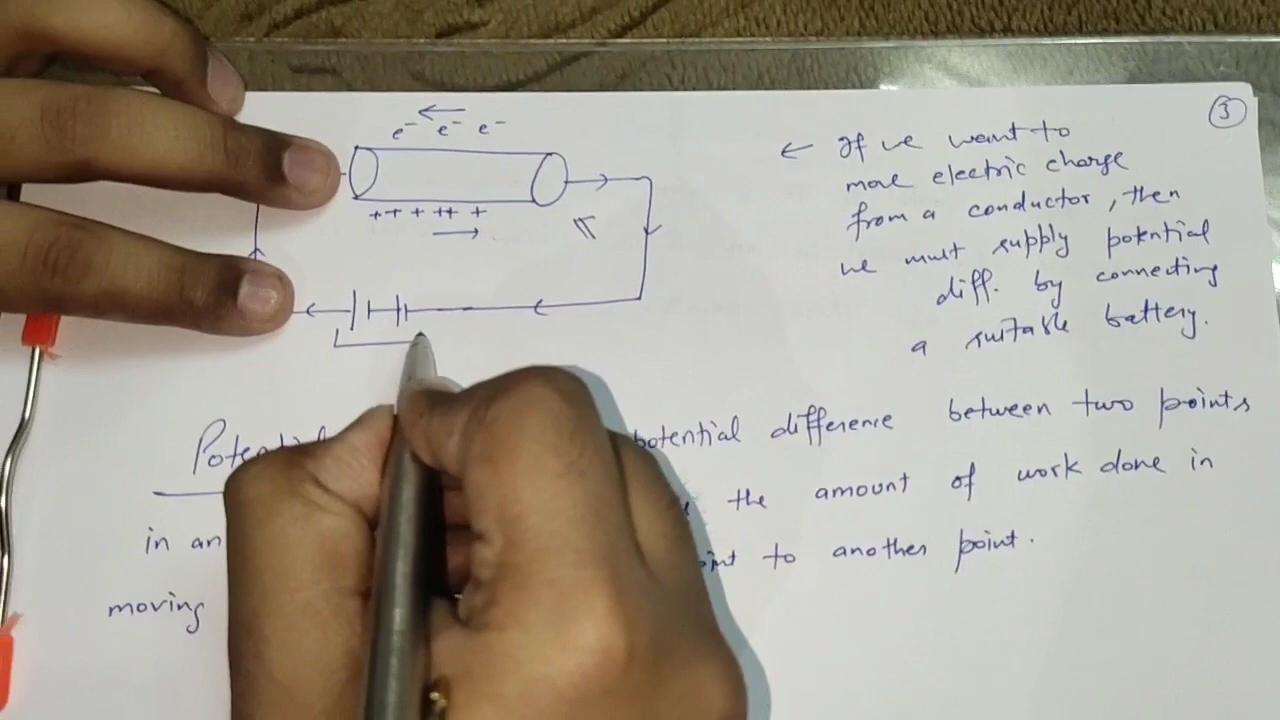 3
e⁻ e⁻ e⁻
++ + ++ +
← If we want to
move electric charge
from a conductor, then
we must supply potential
diff. by connecting
a suitable battery.
potential difference between two points
in an the amount of work done in
moving to another point.